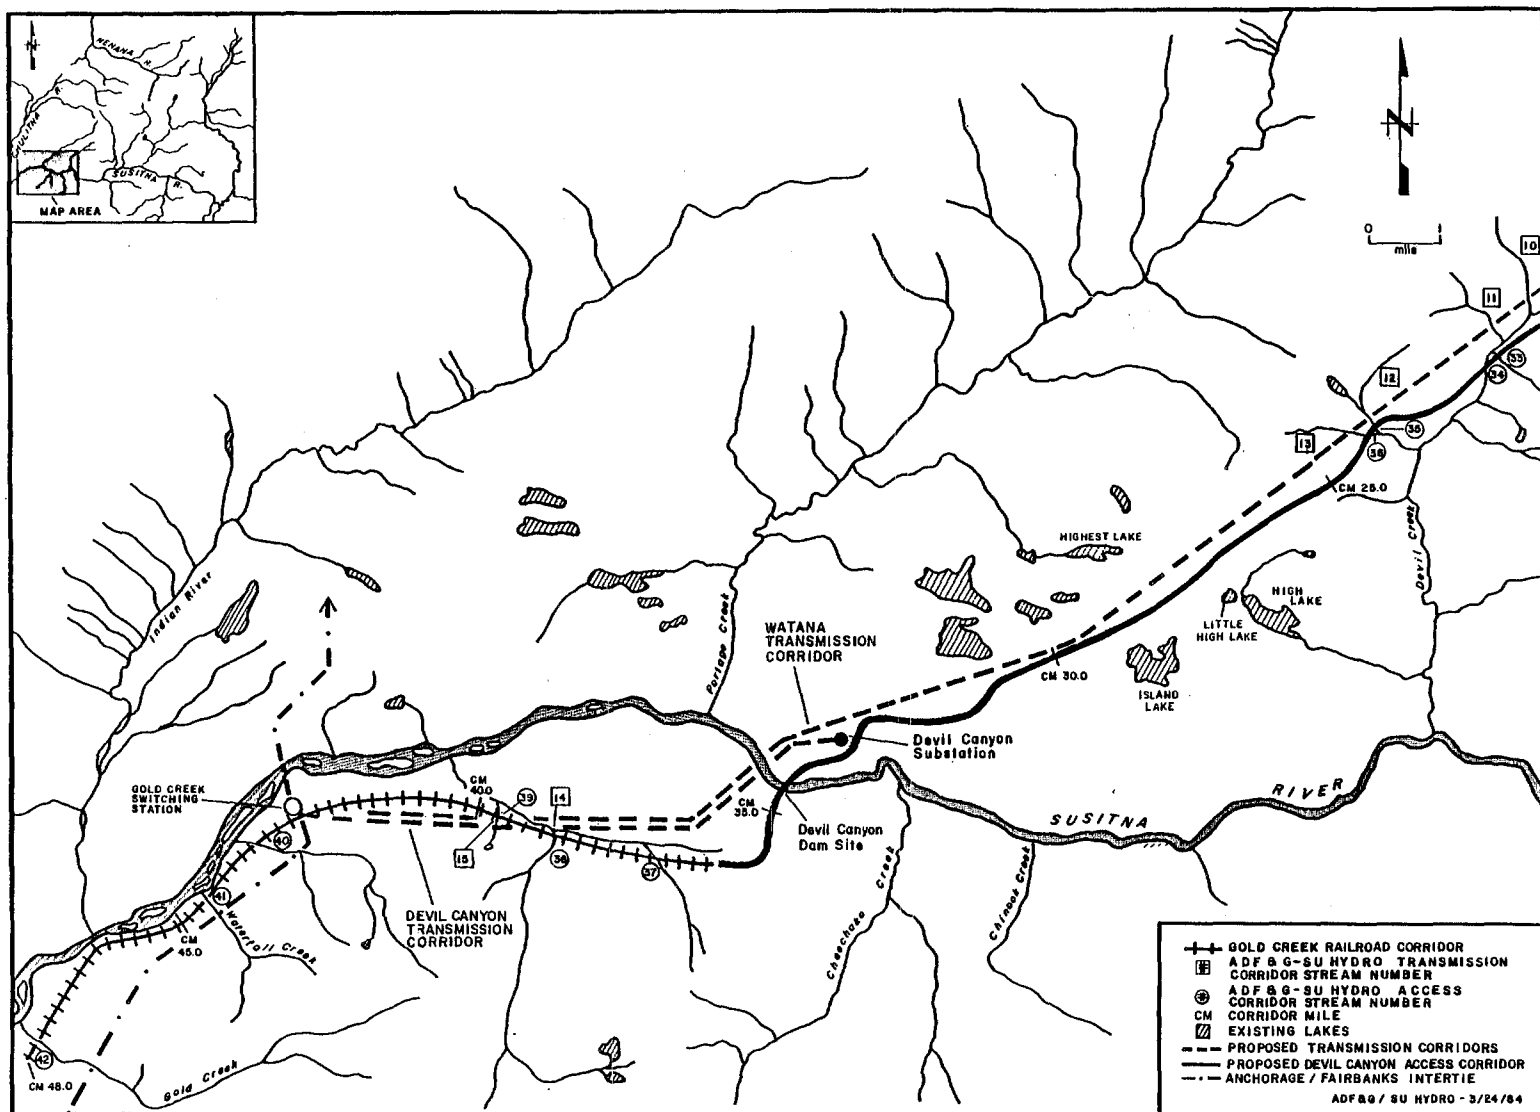 N
NENANA R.
CHULITNA R.
SUSITNA R.
MAP AREA
N
0 1
mile
10
11
33
34
12
35
36
13
CM 25.0
Devil Creek
HIGHEST LAKE
HIGH
LAKE
LITTLE
HIGH LAKE
ISLAND
LAKE
CM 30.0
Indian River
Portage Creek
WATANA
TRANSMISSION
CORRIDOR
Devil Canyon
Substation
GOLD CREEK
SWITCHING
STATION
CM
40.0
39
14
CM
35.0
Devil Canyon
Dam Site
SUSITNA RIVER
40
15
38
37
41
DEVIL CANYON
TRANSMISSION
CORRIDOR
Waterfall Creek
CM
45.0
Cheechako Creek
Chinook Creek
42
CM 48.0
Gold Creek
GOLD CREEK RAILROAD CORRIDOR
ADF&G-SU HYDRO TRANSMISSION
CORRIDOR STREAM NUMBER
ADF&G-SU HYDRO ACCESS
CORRIDOR STREAM NUMBER
CM CORRIDOR MILE
EXISTING LAKES
PROPOSED TRANSMISSION CORRIDORS
PROPOSED DEVIL CANYON ACCESS CORRIDOR
ANCHORAGE / FAIRBANKS INTERTIE
ADF&G / SU HYDRO - 3/24/84